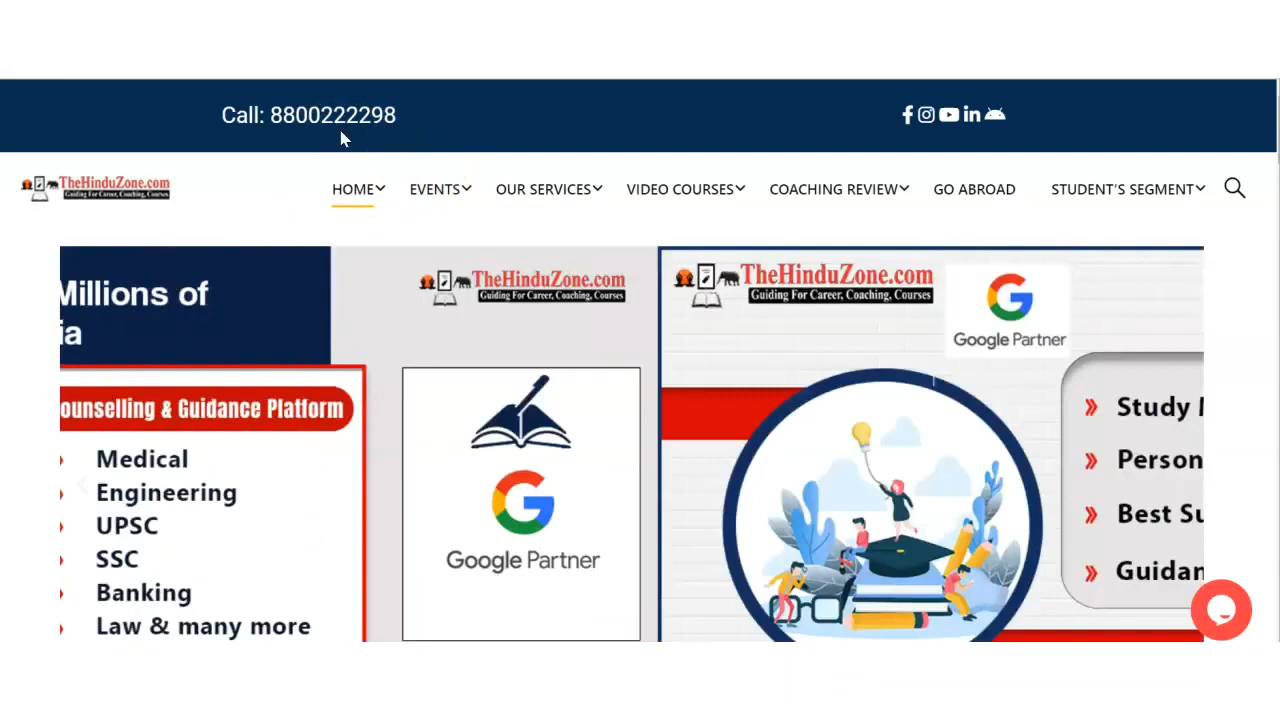 Call: 8800222298
TheHinduZone.com
Guiding For Career, Coaching, Courses
HOME
EVENTS
OUR SERVICES
VIDEO COURSES
COACHING REVIEW
GO ABROAD
STUDENT'S SEGMENT
Millions of
ia
ounselling & Guidance Platform
Medical
Engineering
UPSC
SSC
Banking
Law & many more
TheHinduZone.com
Guiding For Career, Coaching, Courses
Google Partner
TheHinduZone.com
Guiding For Career, Coaching, Courses
Google Partner
Study
Person
Best Su
Guidan